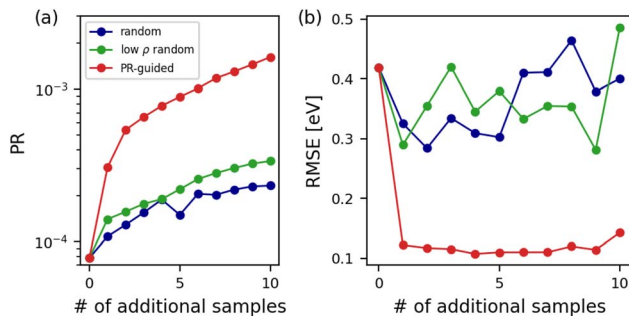 (a)
random
low ρ random
PR-guided
PR
10⁻³
10⁻⁴
0
5
10
# of additional samples
(b)
RMSE [eV]
0.5
0.4
0.3
0.2
0.1
0
5
10
# of additional samples